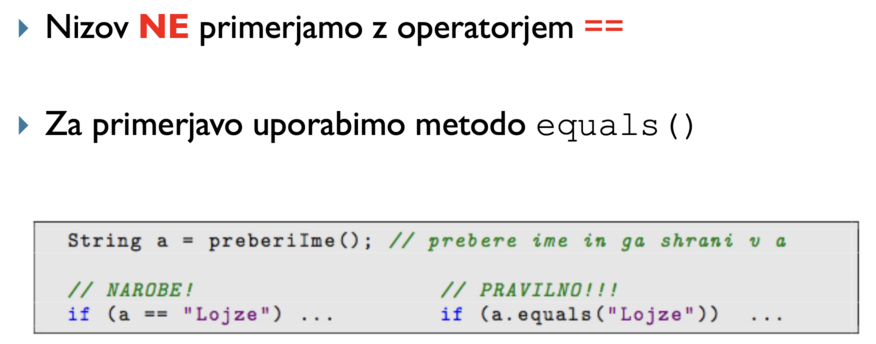 Nizov NE primerjamo z operatorjem ==
Za primerjavo uporabimo metodo equals()
String a = preberiIme(); // prebere ime in ga shrani v a
// NAROBE! // PRAVILNO!!!
if (a == "Lojze") ... if (a.equals("Lojze")) ...